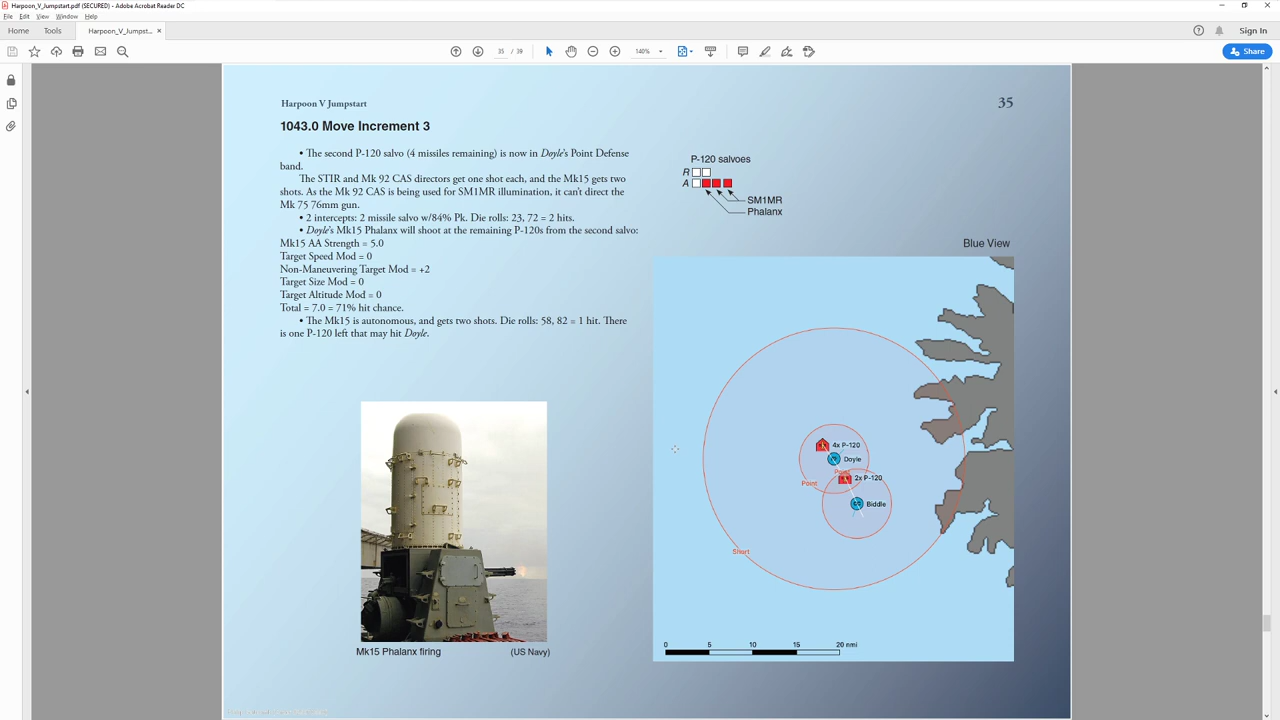 Harpoon_V_Jumpstart.pdf (SECURED) - Adobe Acrobat Reader DC
File Edit View Window Help
Home Tools Harpoon_V_Jumpst... × Sign In
35 / 39 140% Share
Harpoon V Jumpstart 35
1043.0 Move Increment 3
• The second P-120 salvo (4 missiles remaining) is now in Doyle's Point Defense
band.
The STIR and Mk 92 CAS directors get one shot each, and the Mk15 gets two
shots. As the Mk 92 CAS is being used for SM1MR illumination, it can't direct the
Mk 75 76mm gun.
• 2 intercepts: 2 missile salvo w/84% Pk. Die rolls: 23, 72 = 2 hits.
• Doyle's Mk15 Phalanx will shoot at the remaining P-120s from the second salvo:
Mk15 AA Strength = 5.0
Target Speed Mod = 0
Non-Maneuvering Target Mod = +2
Target Size Mod = 0
Target Altitude Mod = 0
Total = 7.0 = 71% hit chance.
• The Mk15 is autonomous, and gets two shots. Die rolls: 58, 82 = 1 hit. There
is one P-120 left that may hit Doyle.
Mk15 Phalanx firing (US Navy)
P-120 salvoes
R
A
SM1MR
Phalanx
Blue View
4x P-120
Doyle
Point
Point
2x P-120
Biddle
Short
0 5 10 15 20 nmi